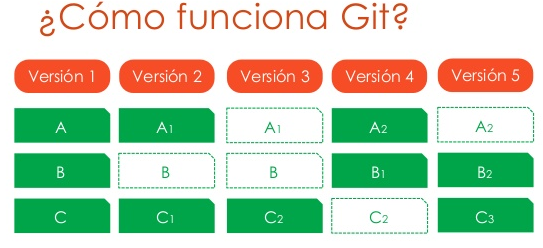 ¿Cómo funciona Git?
Versión 1 Versión 2 Versión 3 Versión 4 Versión 5
A A1 A1 A2 A2
B B B B1 B2
C C1 C2 C2 C3